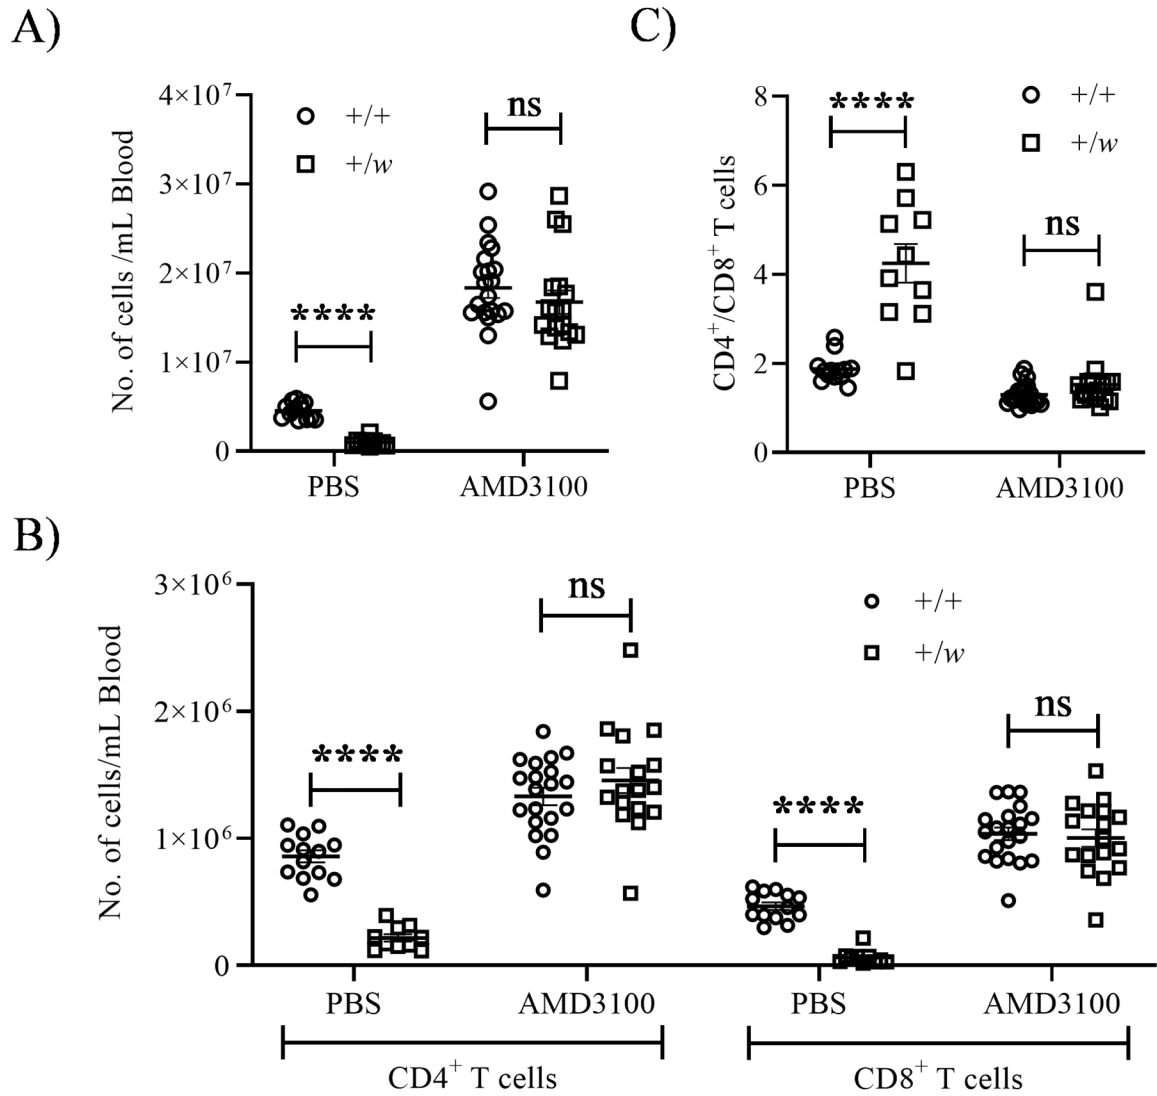 A)
No. of cells /mL Blood
4×10⁷
3×10⁷
2×10⁷
1×10⁷
0
+/+
+/w
****
ns
PBS
AMD3100
C)
CD4⁺/CD8⁺ T cells
8
6
4
2
0
****
ns
+/+
+/w
PBS
AMD3100
B)
No. of cells/mL Blood
3×10⁶
2×10⁶
1×10⁶
0
****
ns
****
ns
+/+
+/w
PBS
AMD3100
PBS
AMD3100
CD4⁺ T cells
CD8⁺ T cells